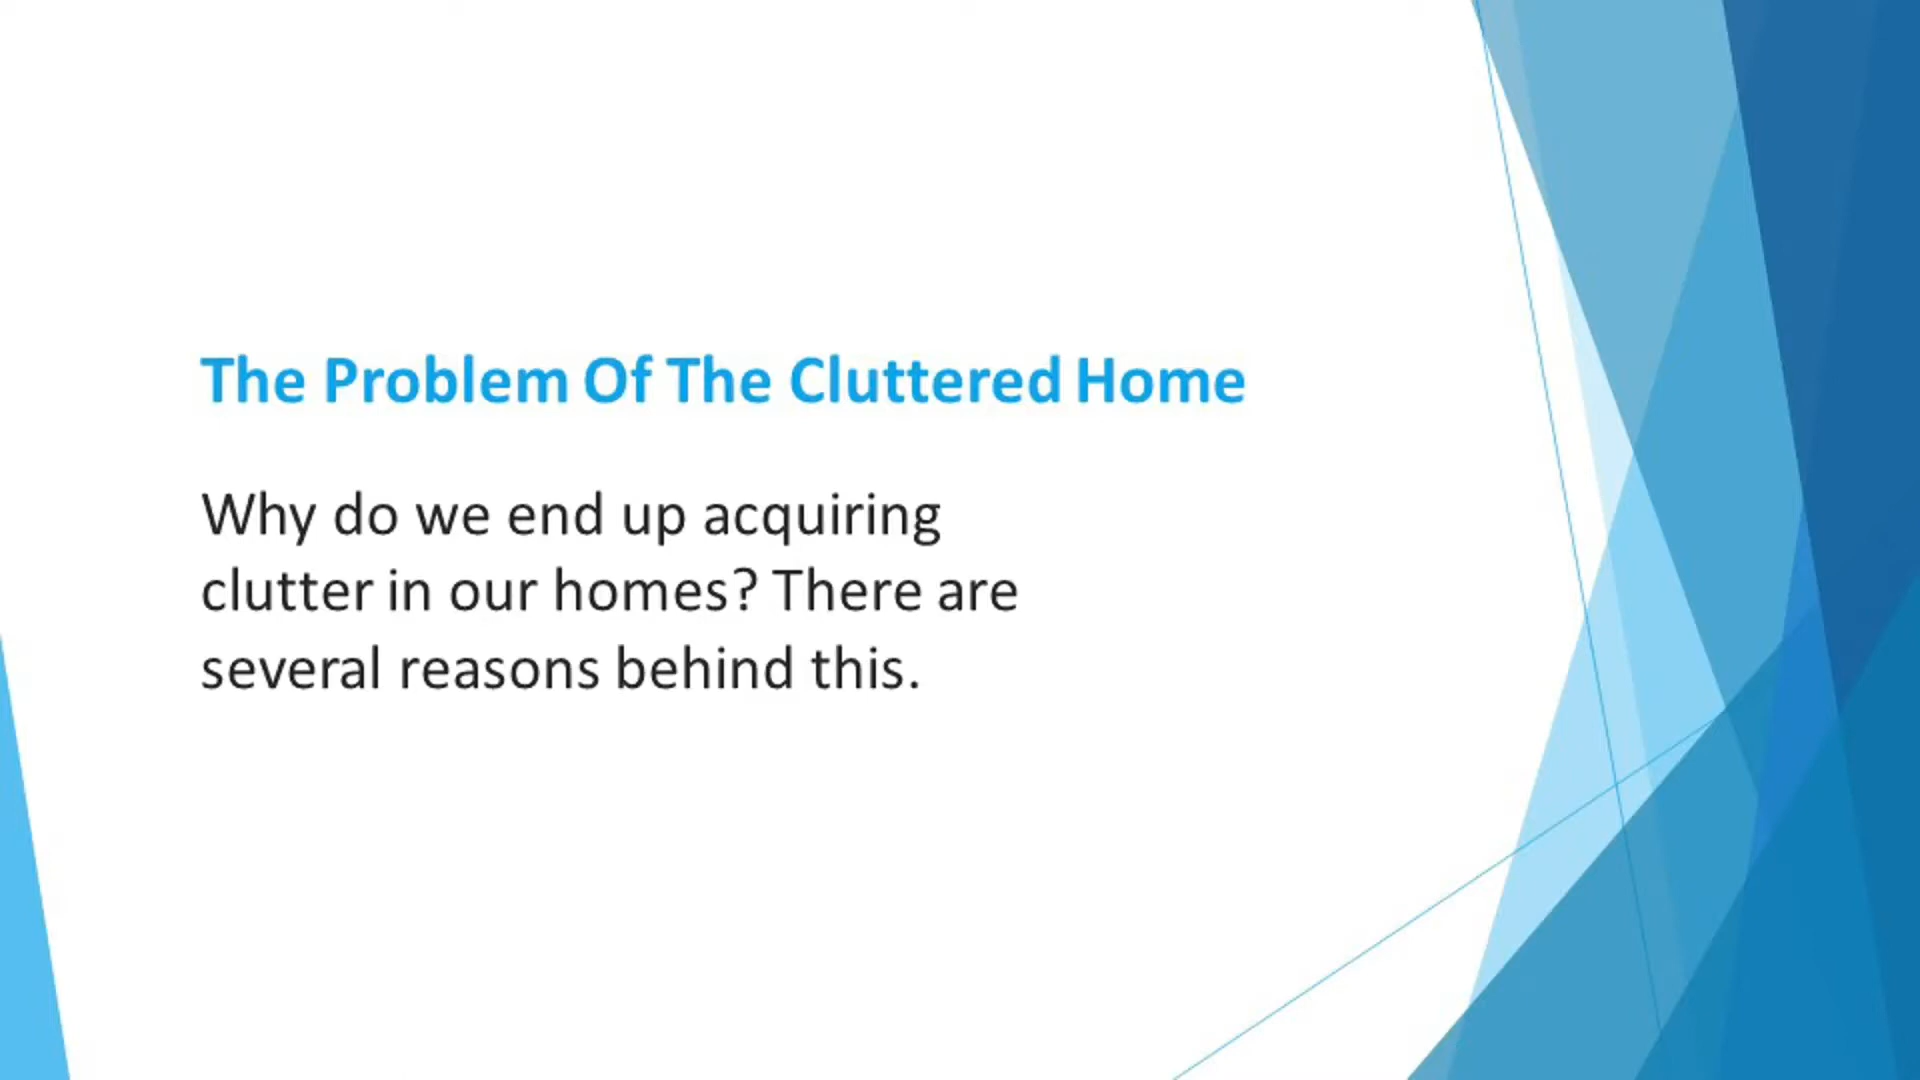 The Problem Of The Cluttered Home
Why do we end up acquiring
clutter in our homes? There are
several reasons behind this.